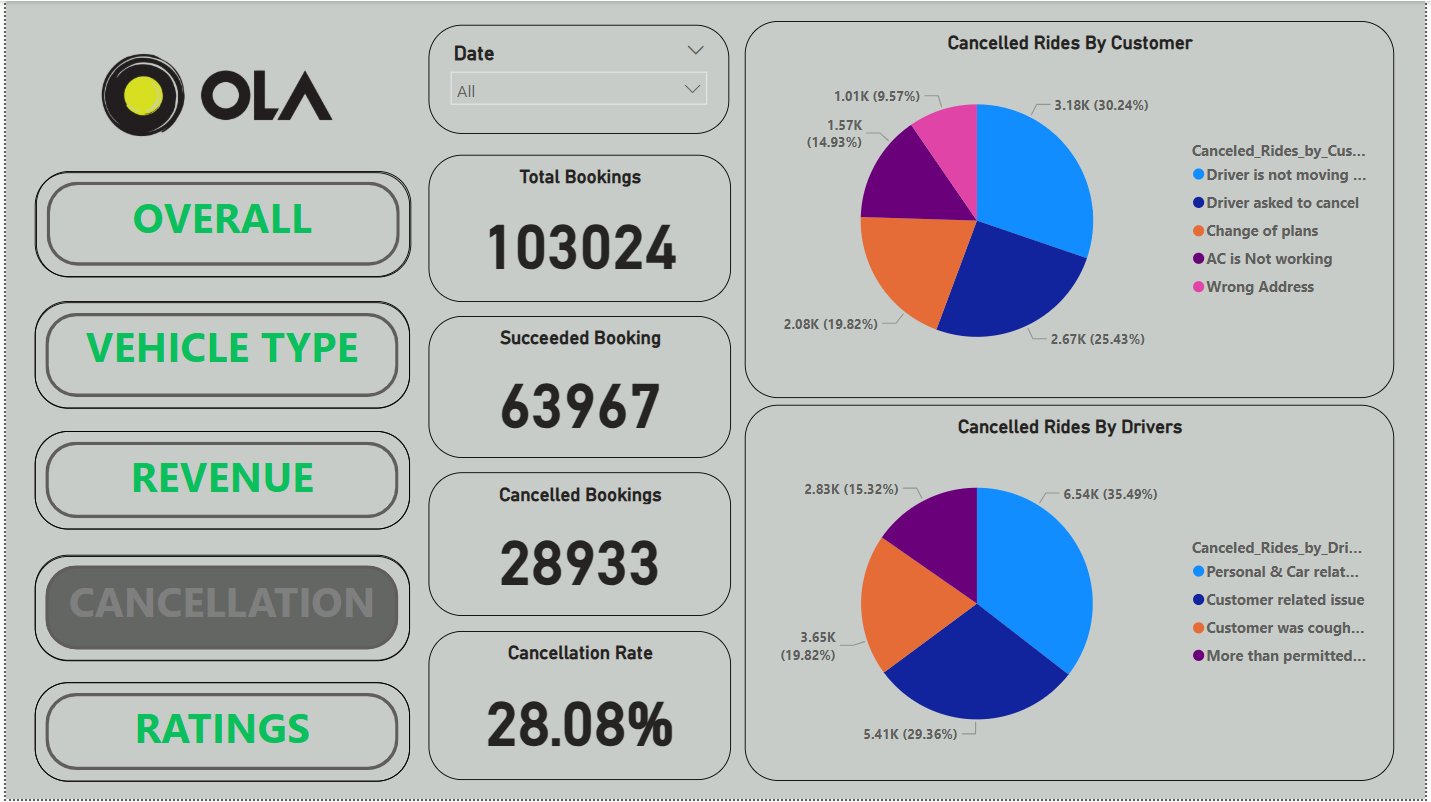 OLA
OVERALL
VEHICLE TYPE
REVENUE
CANCELLATION
RATINGS
Date
All
Total Bookings
103024
Succeeded Booking
63967
Cancelled Bookings
28933
Cancellation Rate
28.08%
Cancelled Rides By Customer
1.01K (9.57%)
3.18K (30.24%)
1.57K
(14.93%)
2.08K (19.82%)
2.67K (25.43%)
Canceled_Rides_by_Cus...
Driver is not moving ...
Driver asked to cancel
Change of plans
AC is Not working
Wrong Address
Cancelled Rides By Drivers
2.83K (15.32%)
6.54K (35.49%)
3.65K
(19.82%)
5.41K (29.36%)
Canceled_Rides_by_Dri...
Personal & Car relat...
Customer related issue
Customer was cough...
More than permitted...